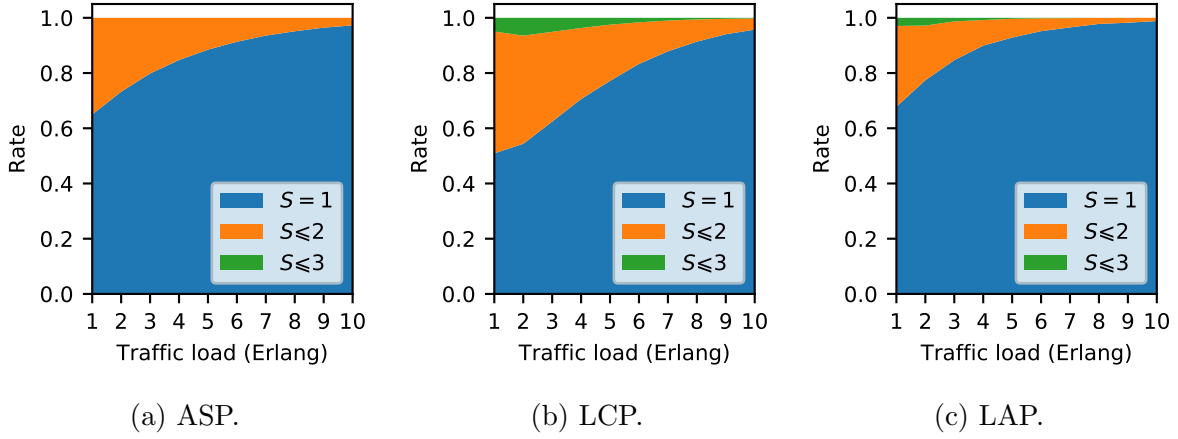 1.0
0.8
0.6
0.4
0.2
0.0
Rate
S = 1
S⩽2
S⩽3
1 2 3 4 5 6 7 8 9 10
Traffic load (Erlang)
(a) ASP.
1.0
0.8
0.6
0.4
0.2
0.0
Rate
S = 1
S⩽2
S⩽3
1 2 3 4 5 6 7 8 9 10
Traffic load (Erlang)
(b) LCP.
1.0
0.8
0.6
0.4
0.2
0.0
Rate
S = 1
S⩽2
S⩽3
1 2 3 4 5 6 7 8 9 10
Traffic load (Erlang)
(c) LAP.